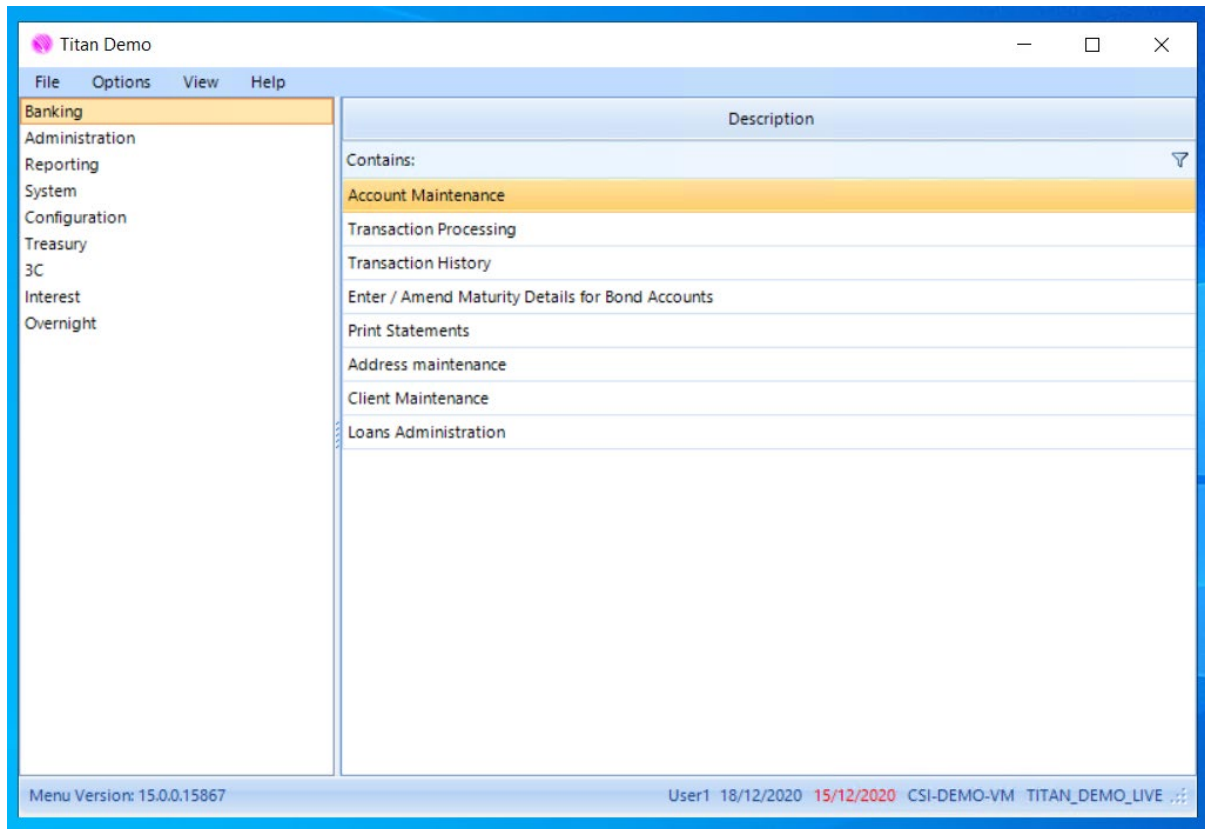 Titan Demo
File Options View Help
Banking
Administration
Reporting
System
Configuration
Treasury
3C
Interest
Overnight
Description
Contains:
Account Maintenance
Transaction Processing
Transaction History
Enter / Amend Maturity Details for Bond Accounts
Print Statements
Address maintenance
Client Maintenance
Loans Administration
Menu Version: 15.0.0.15867
User1 18/12/2020 15/12/2020 CSI-DEMO-VM TITAN_DEMO_LIVE